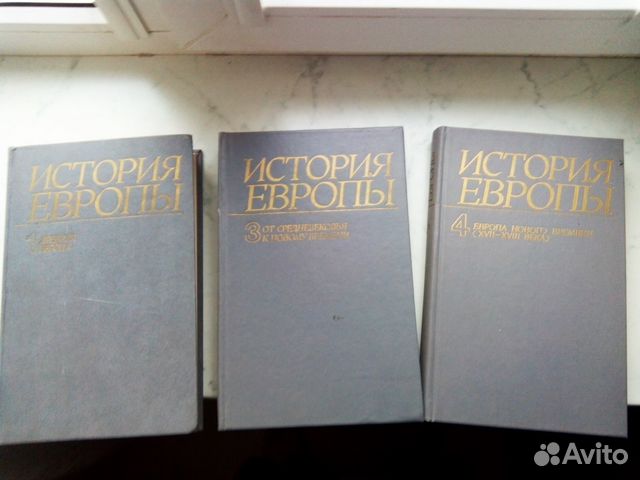 ИСТОРИЯ
ЕВРОПЫ
1
ИСТОРИЯ
ЕВРОПЫ
3 ОТ СРЕДНЕВЕКОВЬЯ
К НОВОМУ ВРЕМЕНИ
ИСТОРИЯ
ЕВРОПЫ
4 ЕВРОПА НОВОГО ВРЕМЕНИ
(XVII-XVIII ВЕКА)
Avito